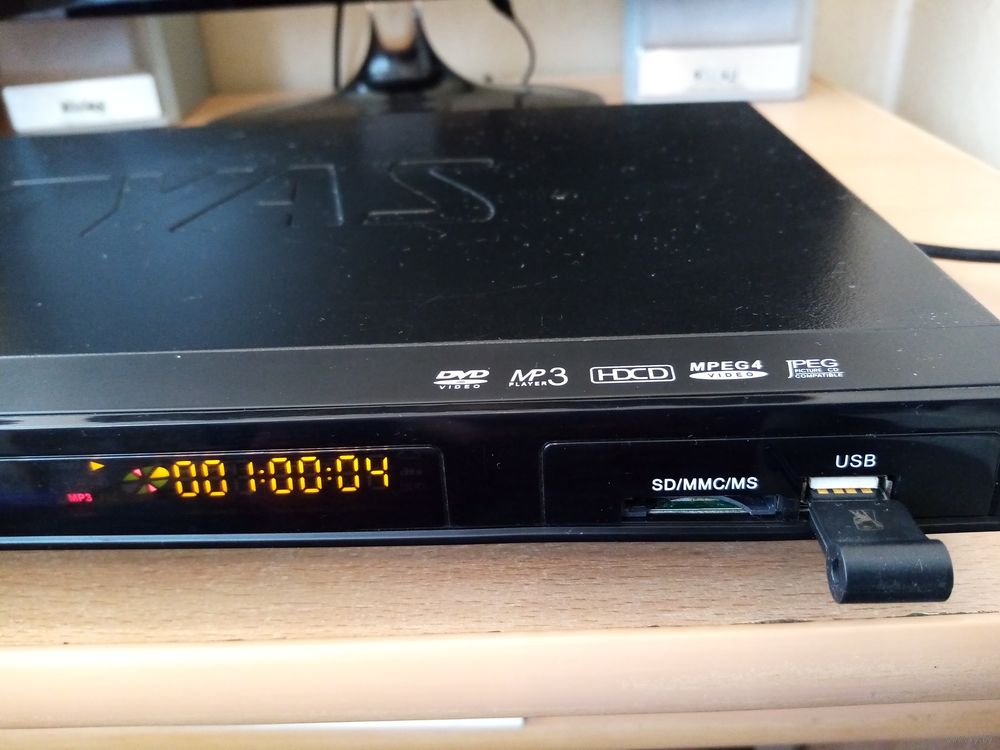 DVD VIDEO
MP3 PLAYER
HDCD
MPEG4 VIDEO
JPEG PICTURE CD COMPATIBLE
MP3
001:00:04
SD/MMC/MS
USB